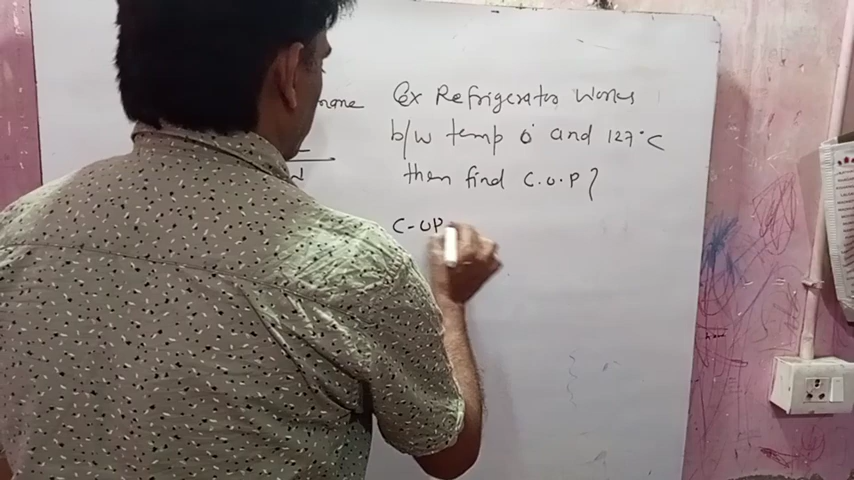 Ex Refrigerator works
b/w temp 0° and 127°C
then find C.O.P?
C-OP